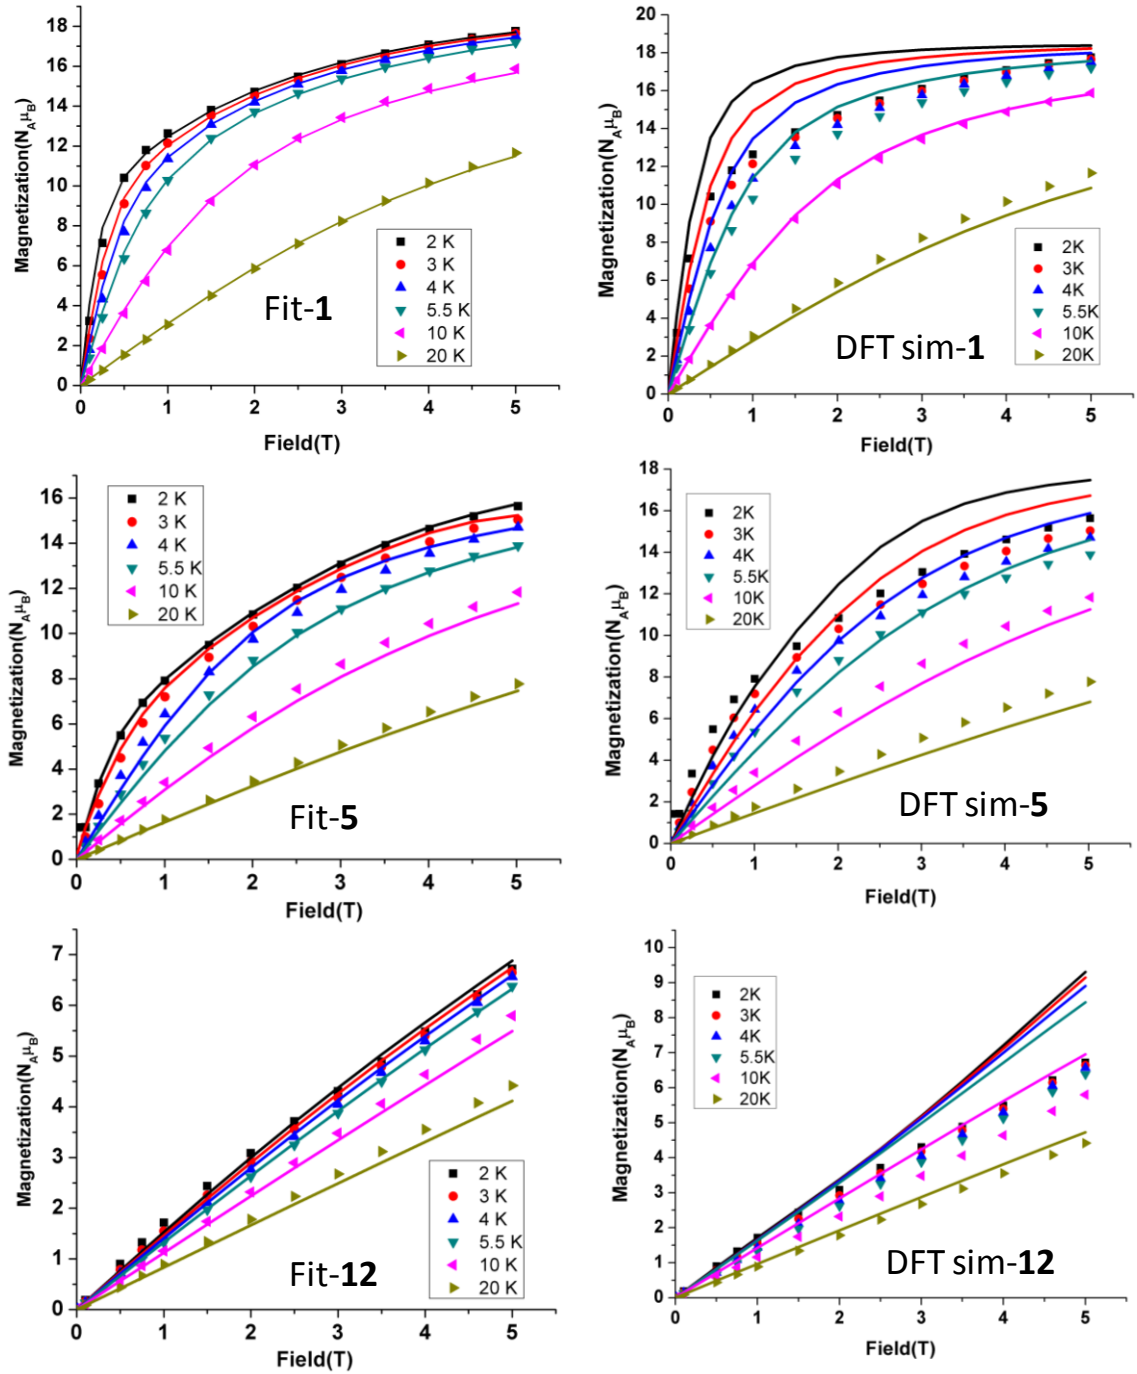 Magnetization(N_Aμ_B)
18
16
14
12
10
8
6
4
2
0
0 1 2 3 4 5
Field(T)
2 K
3 K
4 K
5.5 K
10 K
20 K
Fit-1
Magnetization(N_Aμ_B)
20
18
16
14
12
10
8
6
4
2
0
0 1 2 3 4 5
Field(T)
2K
3K
4K
5.5K
10K
20K
DFT sim-1
Magnetization(N_Aμ_B)
16
14
12
10
8
6
4
2
0
0 1 2 3 4 5
Field(T)
2 K
3 K
4 K
5.5 K
10 K
20 K
Fit-5
Magnetization(N_Aμ_B)
18
16
14
12
10
8
6
4
2
0
0 1 2 3 4 5
Field(T)
2K
3K
4K
5.5K
10K
20K
DFT sim-5
Magnetization(N_Aμ_B)
7
6
5
4
3
2
1
0
0 1 2 3 4 5
Field(T)
2 K
3 K
4 K
5.5 K
10 K
20 K
Fit-12
Magnetization(N_Aμ_B)
10
9
8
7
6
5
4
3
2
1
0
0 1 2 3 4 5
Field(T)
2K
3K
4K
5.5K
10K
20K
DFT sim-12